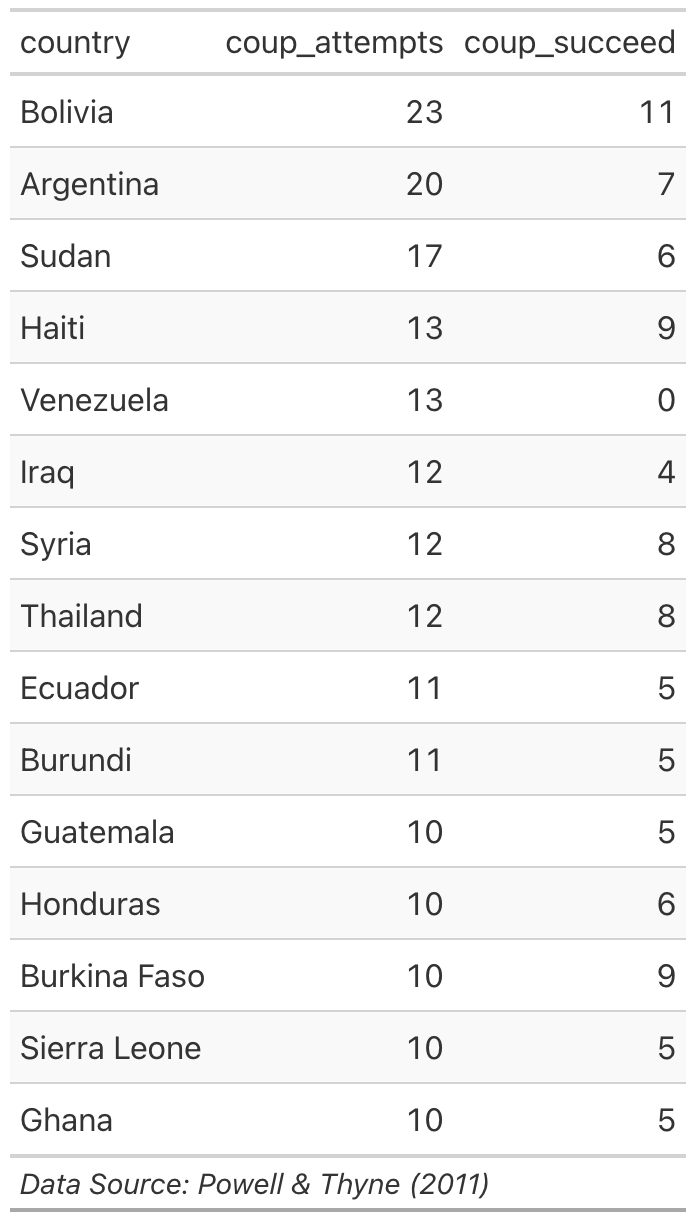 country coup_attempts coup_succeed
Bolivia 23 11
Argentina 20 7
Sudan 17 6
Haiti 13 9
Venezuela 13 0
Iraq 12 4
Syria 12 8
Thailand 12 8
Ecuador 11 5
Burundi 11 5
Guatemala 10 5
Honduras 10 6
Burkina Faso 10 9
Sierra Leone 10 5
Ghana 10 5
Data Source: Powell & Thyne (2011)